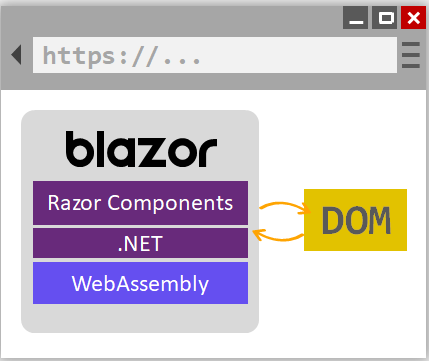 https://...
blazor
Razor Components
.NET
WebAssembly
DOM